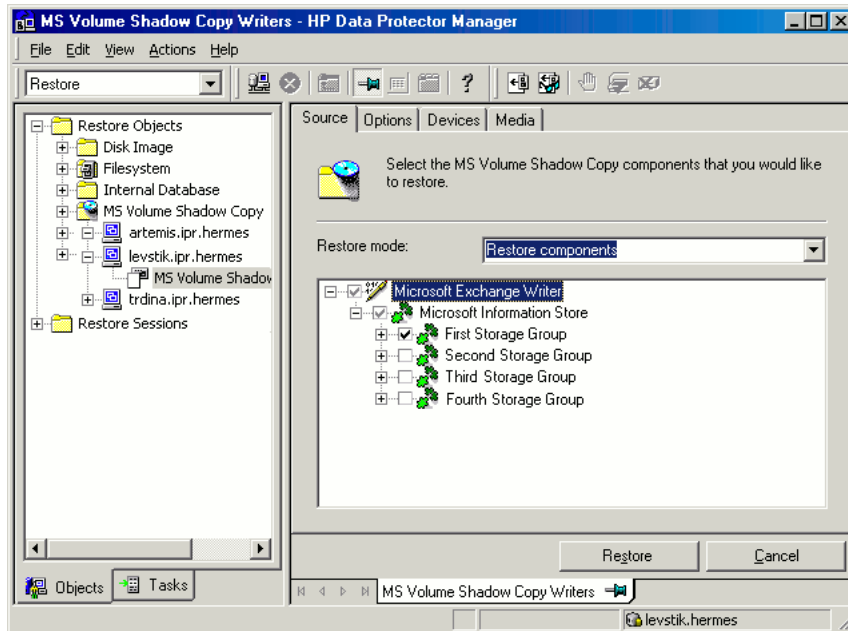 MS Volume Shadow Copy Writers - HP Data Protector Manager
File Edit View Actions Help
Restore
Restore Objects
Disk Image
Filesystem
Internal Database
MS Volume Shadow Copy
artemis.ipr.hermes
levstik.ipr.hermes
MS Volume Shadow
trdina.ipr.hermes
Restore Sessions
Objects
Tasks
Source Options Devices Media
Select the MS Volume Shadow Copy components that you would like
to restore.
Restore mode:
Restore components
Microsoft Exchange Writer
Microsoft Information Store
First Storage Group
Second Storage Group
Third Storage Group
Fourth Storage Group
Restore
Cancel
MS Volume Shadow Copy Writers
levstik.hermes